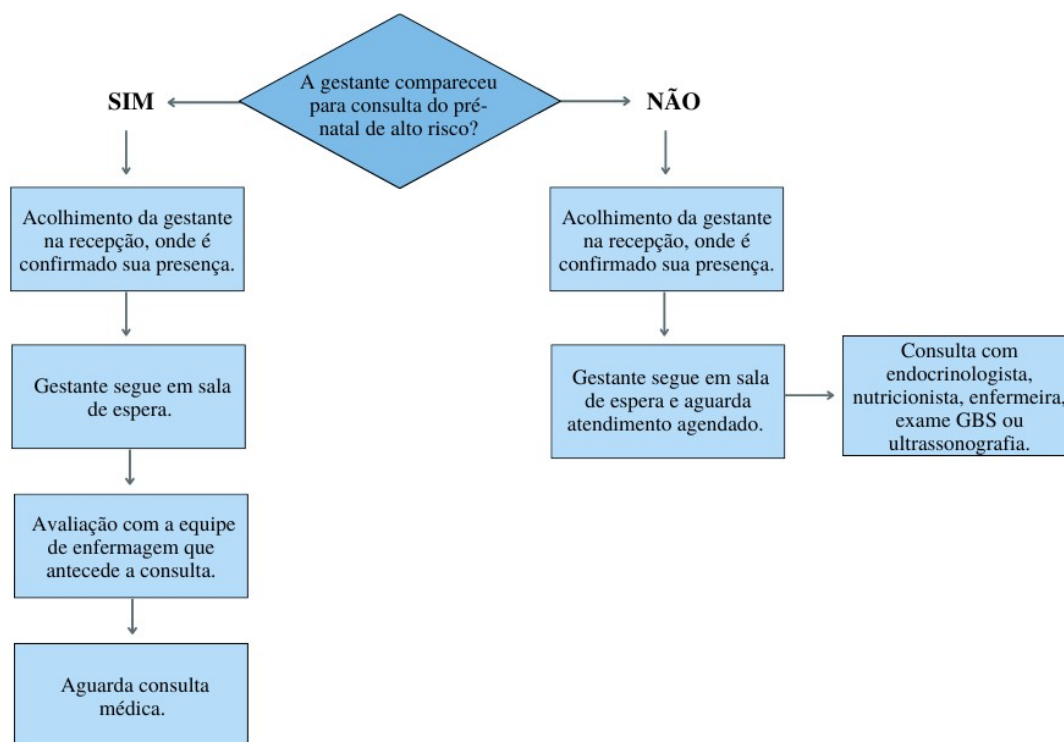 A gestante compareceu
para consulta do pré-
natal de alto risco?
SIM
NÃO
Acolhimento da gestante
na recepção, onde é
confirmado sua presença.
Gestante segue em sala
de espera.
Avaliação com a equipe
de enfermagem que
antecede a consulta.
Aguarda consulta
médica.
Acolhimento da gestante
na recepção, onde é
confirmado sua presença.
Gestante segue em sala
de espera e aguarda
atendimento agendado.
Consulta com
endocrinologista,
nutricionista, enfermeira,
exame GBS ou
ultrassonografia.